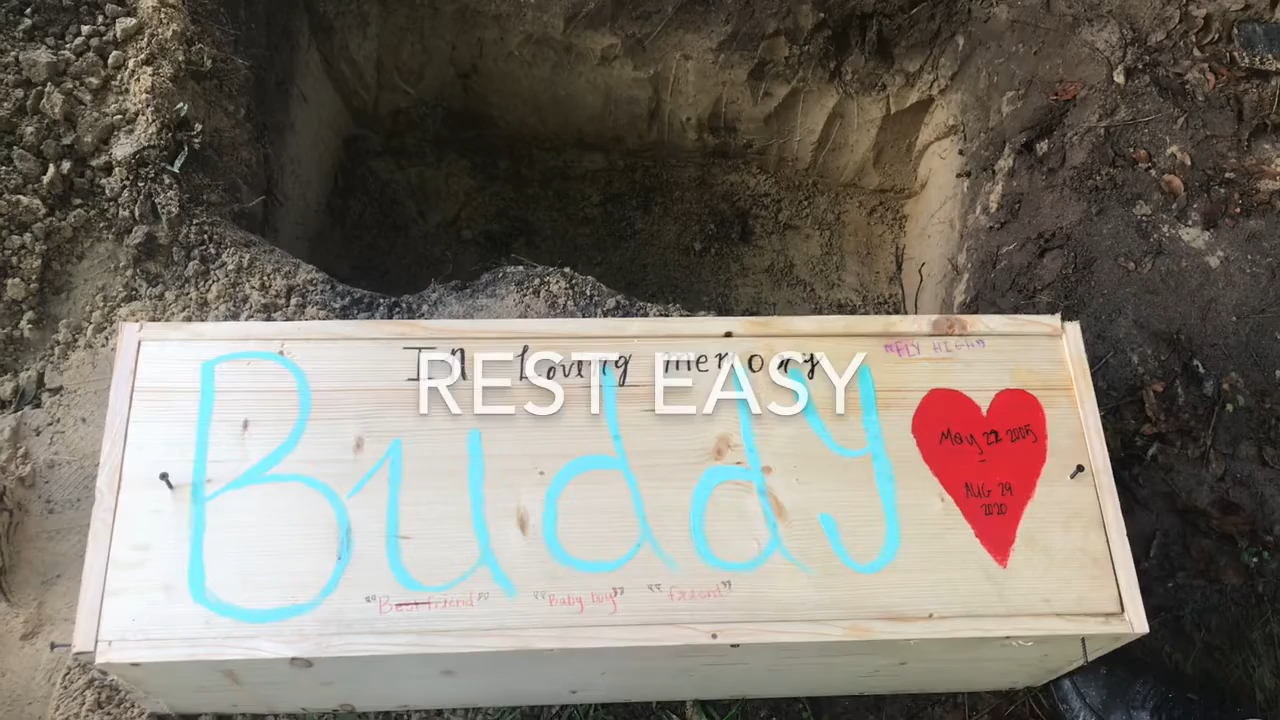 In Loving memory
"FLY HIGH"
REST EASY
Buddy
May 22 2005
-
AUG 29
2020
"Best friend" "Baby boy" "friend"